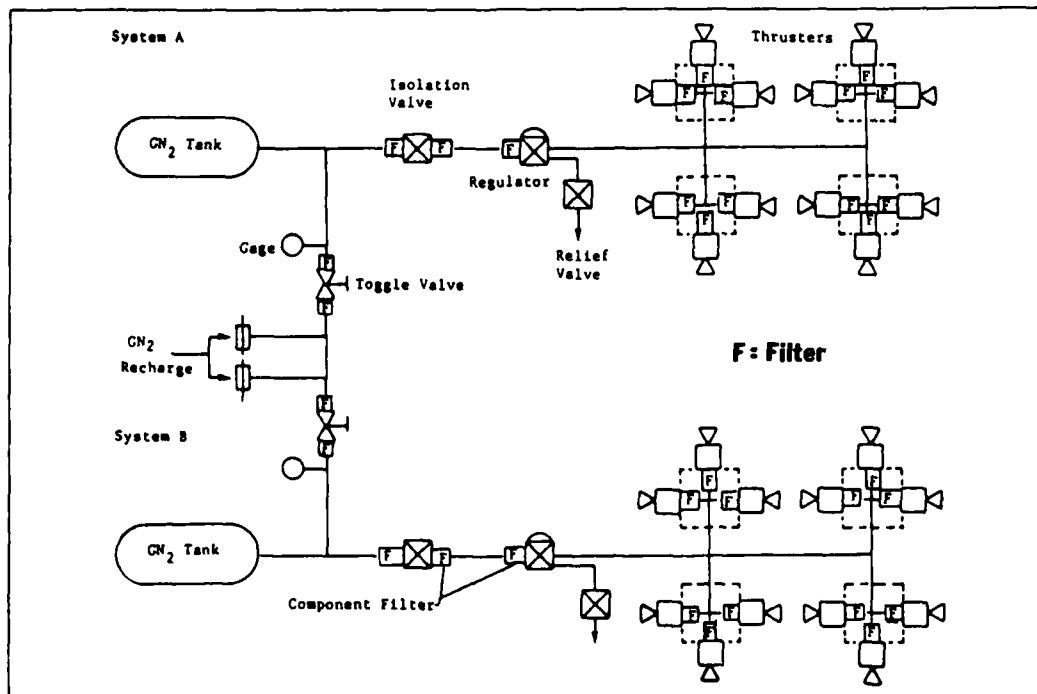 System A
Thrusters
F
F F
F
F F
Isolation
Valve
GN₂ Tank
F F
F
Regulator
F F
F
F F
F
Gage
F
Toggle Valve
F
Relief
Valve
GN₂
Recharge
F = Filter
F
System B
F
F
F F
F
F F
GN₂ Tank
F F
F
Component Filter
F F
F
F F
F